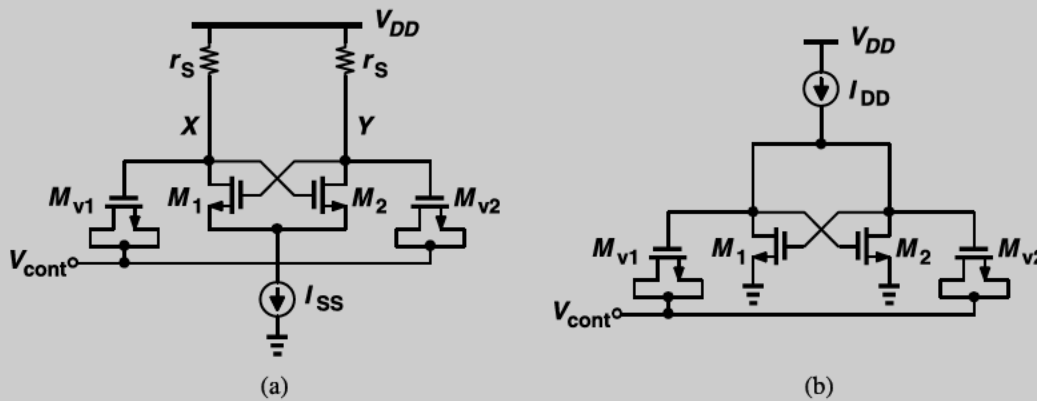 V_DD
r_S r_S
X Y
M_v1 M_1 M_2 M_v2
V_cont
I_SS
(a)
V_DD
I_DD
M_v1 M_1 M_2 M_v2
V_cont
(b)